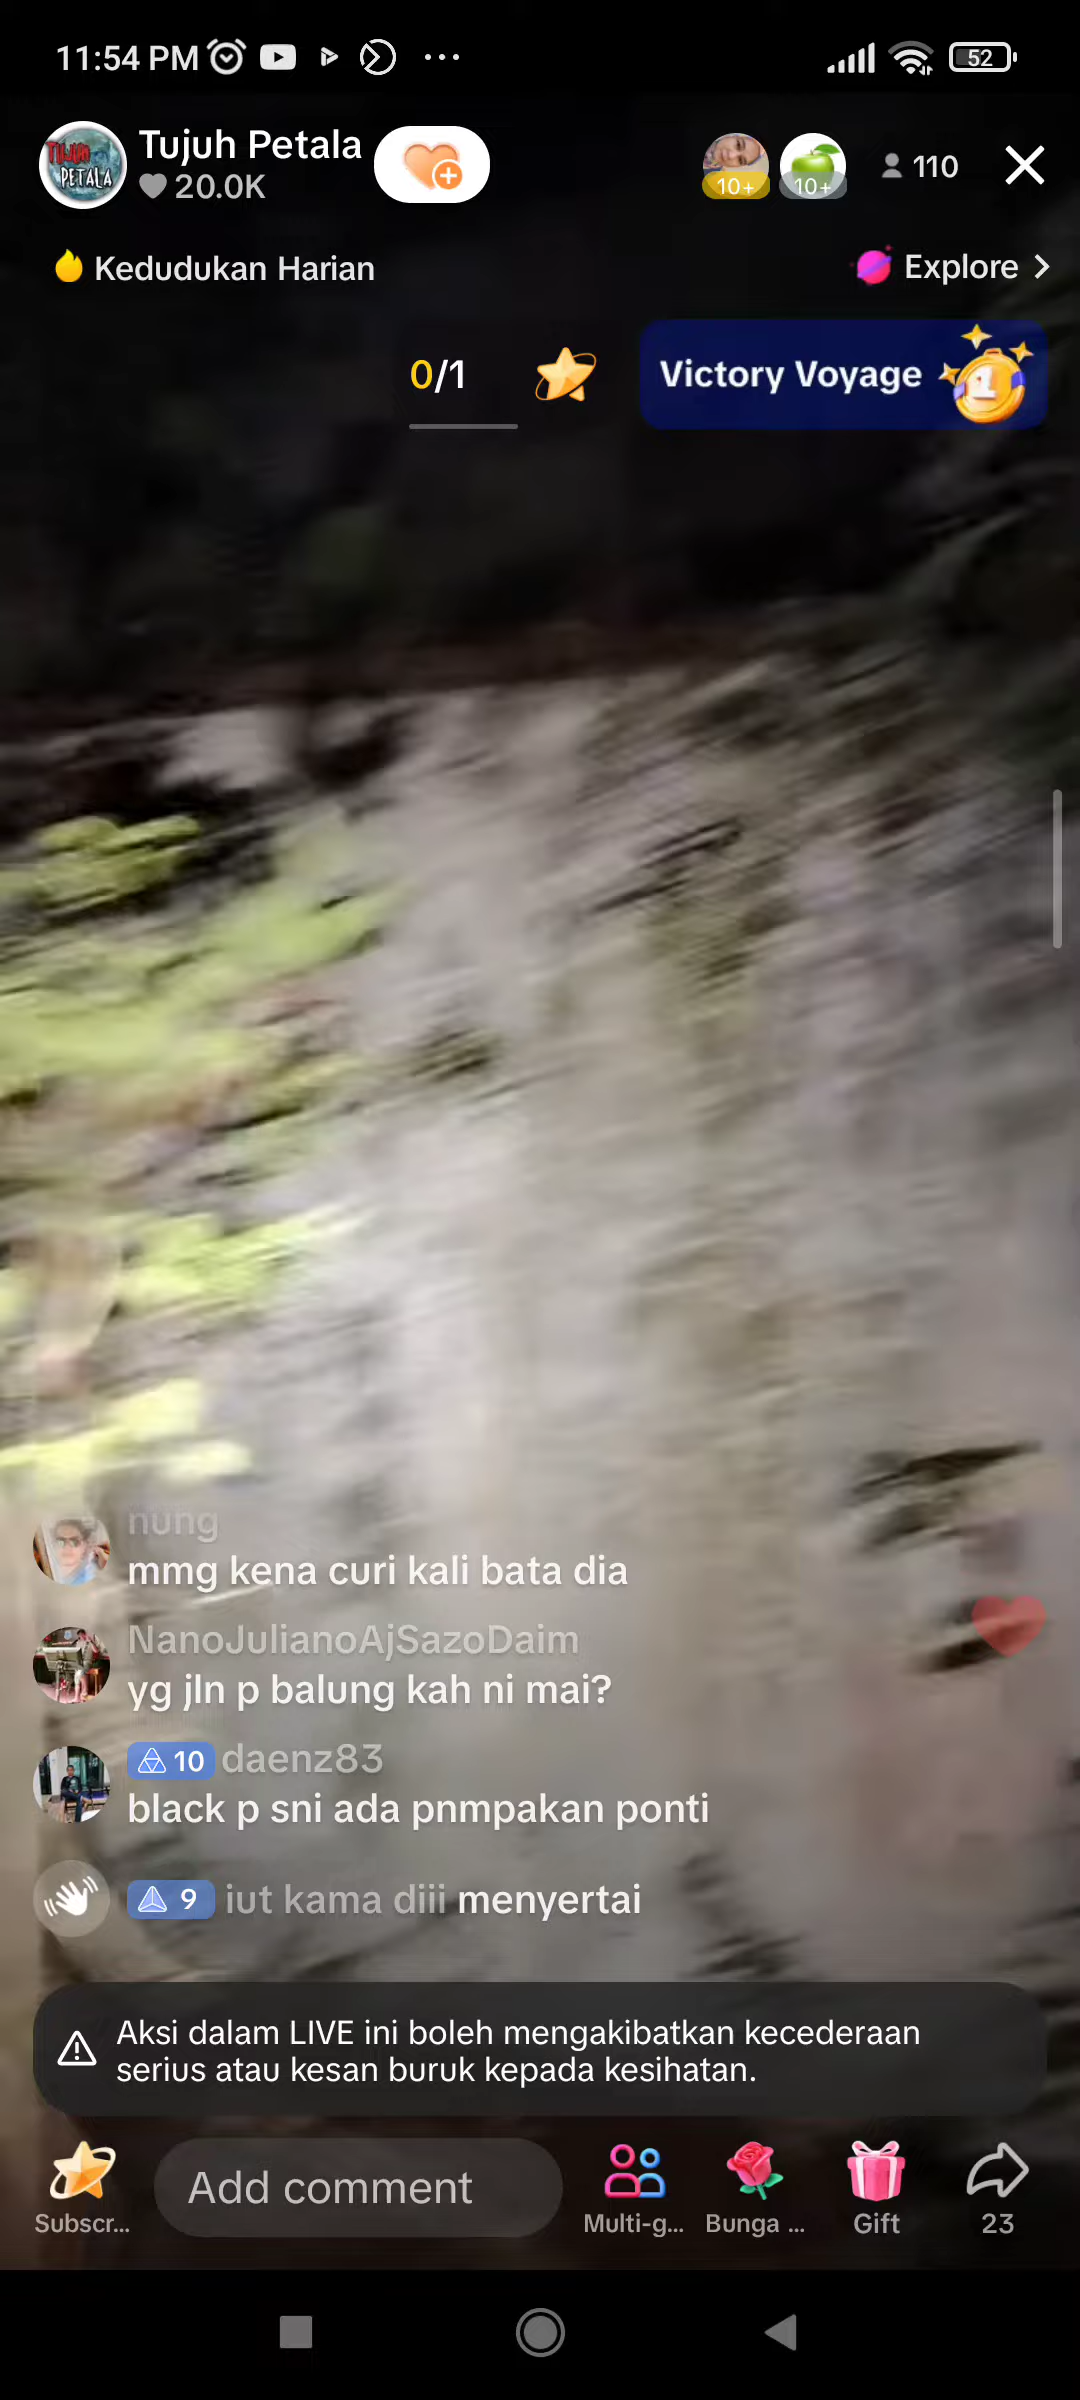 11:54 PM
52
TUJUH
PETALA
Tujuh Petala
20.0K
10+
10+
110
Kedudukan Harian
Explore
0/1
Victory Voyage
1
nung
mmg kena curi kali bata dia
NanoJulianoAjSazoDaim
yg jln p balung kah ni mai?
10 daenz83
black p sni ada pnmpakan ponti
9 iut kama diii menyertai
Aksi dalam LIVE ini boleh mengakibatkan kecederaan
serius atau kesan buruk kepada kesihatan.
Add comment
Subscr...
Multi-g...
Bunga ...
Gift
23